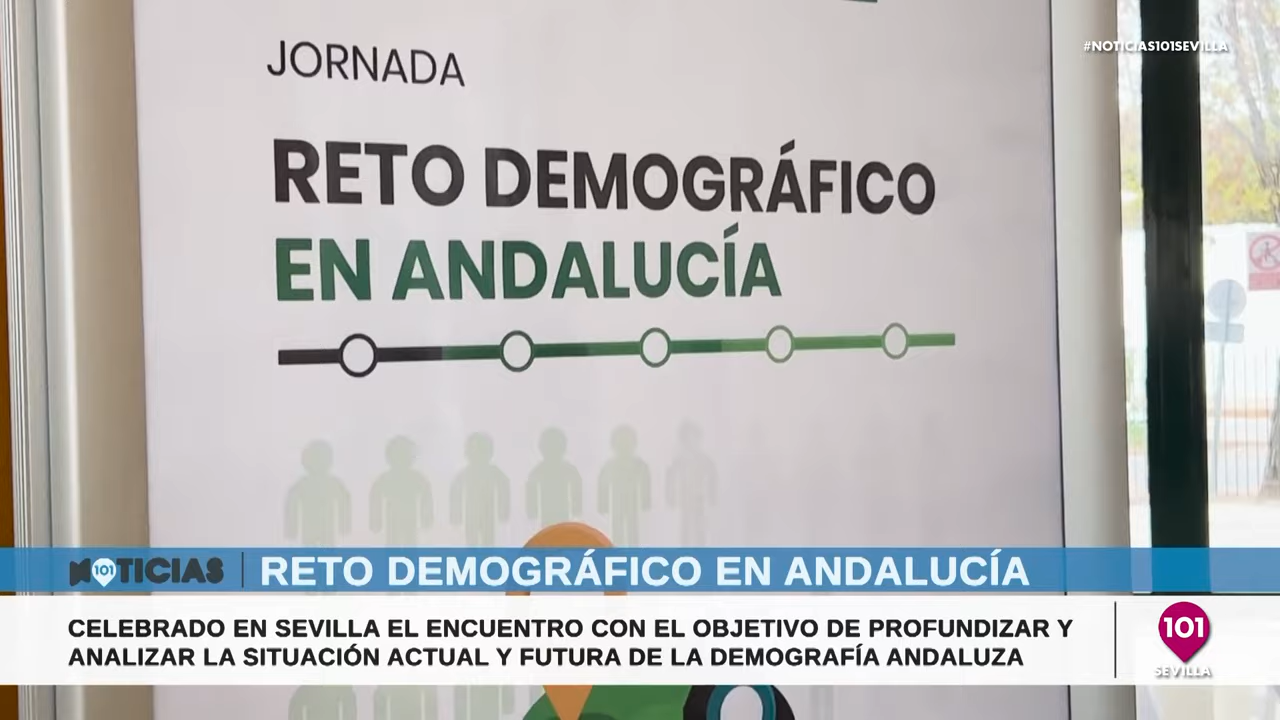 #NOTICIAS101SEVILLA
JORNADA
RETO DEMOGRÁFICO
EN ANDALUCÍA
NOTICIAS 101
RETO DEMOGRÁFICO EN ANDALUCÍA
CELEBRADO EN SEVILLA EL ENCUENTRO CON EL OBJETIVO DE PROFUNDIZAR Y
ANALIZAR LA SITUACIÓN ACTUAL Y FUTURA DE LA DEMOGRAFÍA ANDALUZA
101
SEVILLA